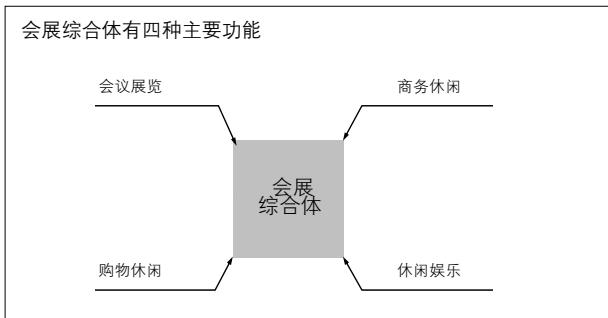 会展综合体有四种主要功能
会议展览
商务休闲
会展
综合体
购物休闲
休闲娱乐